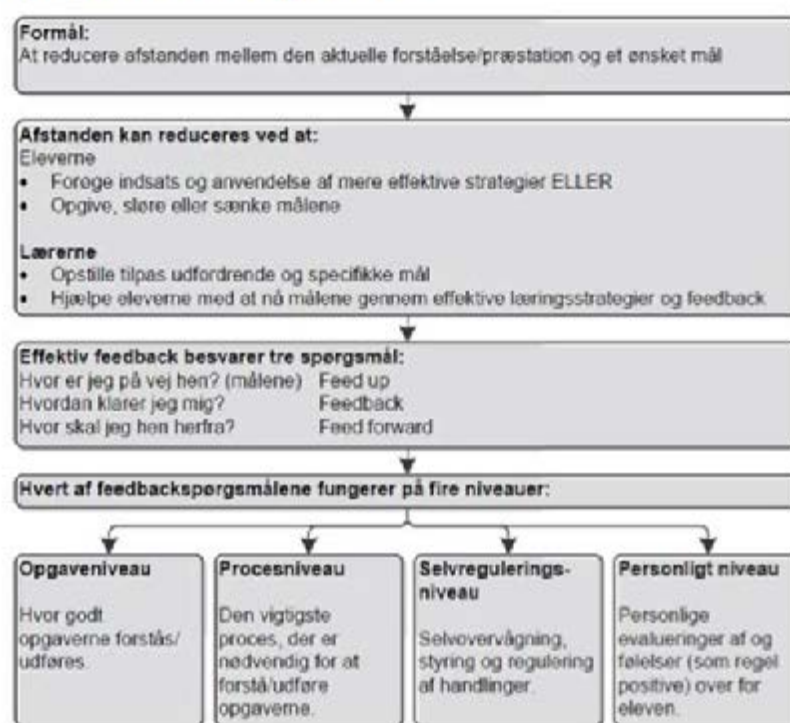 Formål:
At reducere afstanden mellem den aktuelle forståelse/præstation og et ønsket mål
Afstanden kan reduceres ved at:
Eleverne
• Forøge indsats og anvendelse af mere effektive strategier ELLER
• Opgive, sløre eller sænke målene
Lærerne
• Opstille tilpas udfordrende og specifikke mål
• Hjælpe eleverne med at nå målene gennem effektive læringsstrategier og feedback
Effektiv feedback besvarer tre spørgsmål:
Hvor er jeg på vej hen? (målene) Feed up
Hvordan klarer jeg mig? Feedback
Hvor skal jeg hen herfra? Feed forward
Hvert af feedbackspørgsmålene fungerer på fire niveauer:
Opgaveniveau
Hvor godt
opgaverne forstås/
udføres.
Procesniveau
Den vigtigste
proces, der er
nødvendig for at
forstå/udføre
opgaverne.
Selvregulerings-
niveau
Selvovervågning,
styring og regulering
af handlinger.
Personligt niveau
Personlige
evalueringer af og
følelser (som regel
positive) over for
eleven.